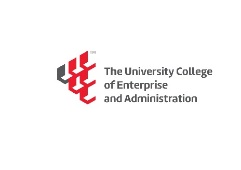 The University College
of Enterprise
and Administration